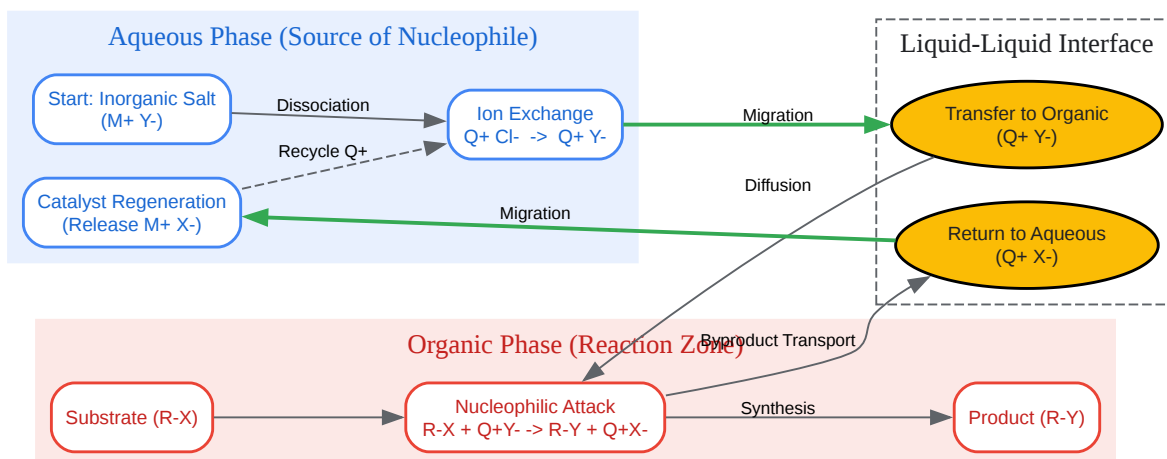 Aqueous Phase (Source of Nucleophile)
Liquid-Liquid Interface
Start: Inorganic Salt
(M+ Y-)
Dissociation
Ion Exchange
Q+ Cl- -> Q+ Y-
Migration
Transfer to Organic
(Q+ Y-)
Recycle Q+
Catalyst Regeneration
(Release M+ X-)
Migration
Diffusion
Return to Aqueous
(Q+ X-)
Organic Phase (Reaction Zone)
Byproduct Transport
Substrate (R-X)
Nucleophilic Attack
R-X + Q+Y- -> R-Y + Q+X-
Synthesis
Product (R-Y)